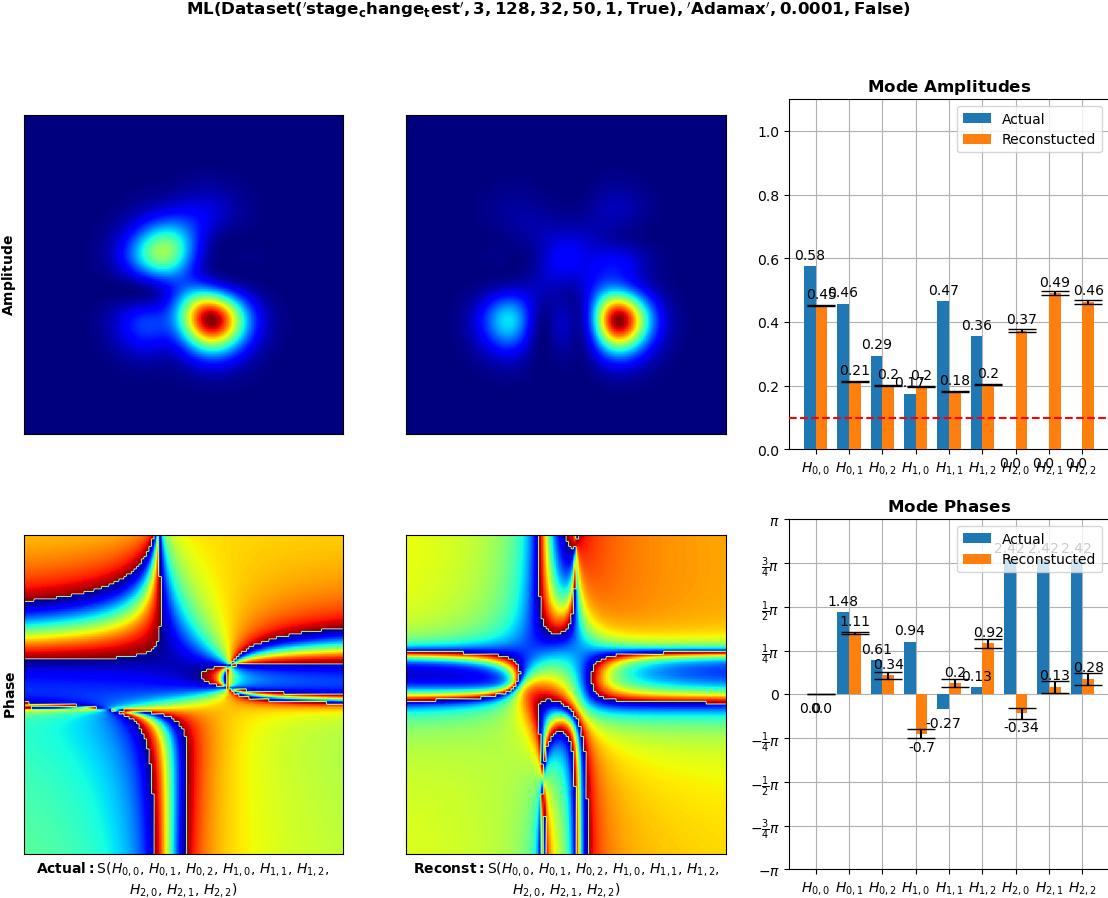 ML(Dataset('stage_change_test', 3, 128, 32, 50, 1, True), 'Adamax', 0.0001, False)
Amplitude
Mode Amplitudes
Actual
Reconstucted
1.0
0.8
0.6
0.4
0.2
0.0
0.58
0.45
0.46
0.21
0.29
0.2
0.17
0.2
0.47
0.18
0.36
0.2
0.0
0.37
0.0
0.49
0.0
0.46
H0,0 H0,1 H0,2 H1,0 H1,1 H1,2 H2,0 H2,1 H2,2
Phase
Actual: S(H0,0, H0,1, H0,2, H1,0, H1,1, H1,2,
H2,0, H2,1, H2,2)
Reconst: S(H0,0, H0,1, H0,2, H1,0, H1,1, H1,2,
H2,0, H2,1, H2,2)
Mode Phases
Actual
Reconstucted
π
3/4π
1/2π
1/4π
0
−1/4π
−1/2π
−3/4π
−π
0.0
0.0
1.48
1.11
0.61
0.34
0.94
-0.7
-0.27
0.2
0.13
0.92
2.42
-0.34
2.42
0.13
2.42
0.28
H0,0 H0,1 H0,2 H1,0 H1,1 H1,2 H2,0 H2,1 H2,2